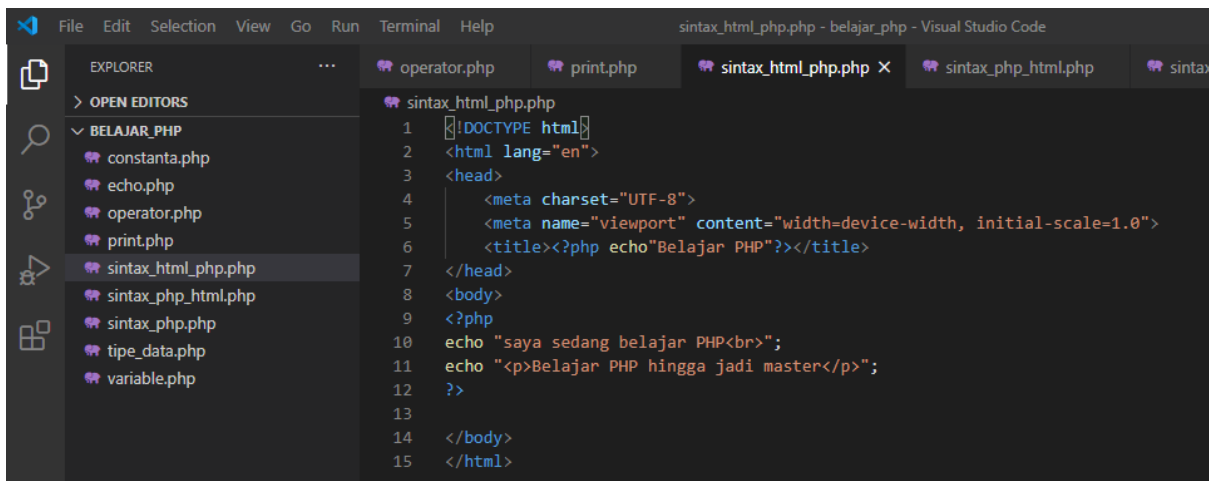 File Edit Selection View Go Run Terminal Help sintax_html_php.php - belajar_php - Visual Studio Code
EXPLORER ...
OPEN EDITORS
BELAJAR_PHP
constanta.php
echo.php
operator.php
print.php
sintax_html_php.php
sintax_php_html.php
sintax_php.php
tipe_data.php
variable.php
operator.php print.php sintax_html_php.php × sintax_php_html.php sintax
sintax_html_php.php
1 <!DOCTYPE html>
2 <html lang="en">
3 <head>
4 <meta charset="UTF-8">
5 <meta name="viewport" content="width=device-width, initial-scale=1.0">
6 <title><?php echo"Belajar PHP"?></title>
7 </head>
8 <body>
9 <?php
10 echo "saya sedang belajar PHP<br>";
11 echo "<p>Belajar PHP hingga jadi master</p>";
12 ?>
13
14 </body>
15 </html>